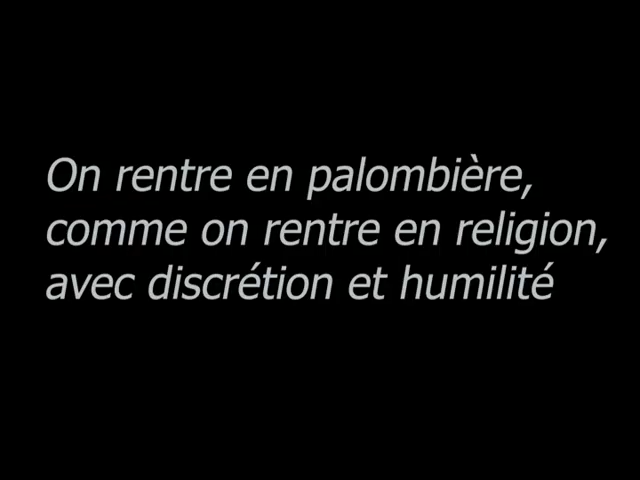 On rentre en palombière,
comme on rentre en religion,
avec discrétion et humilité